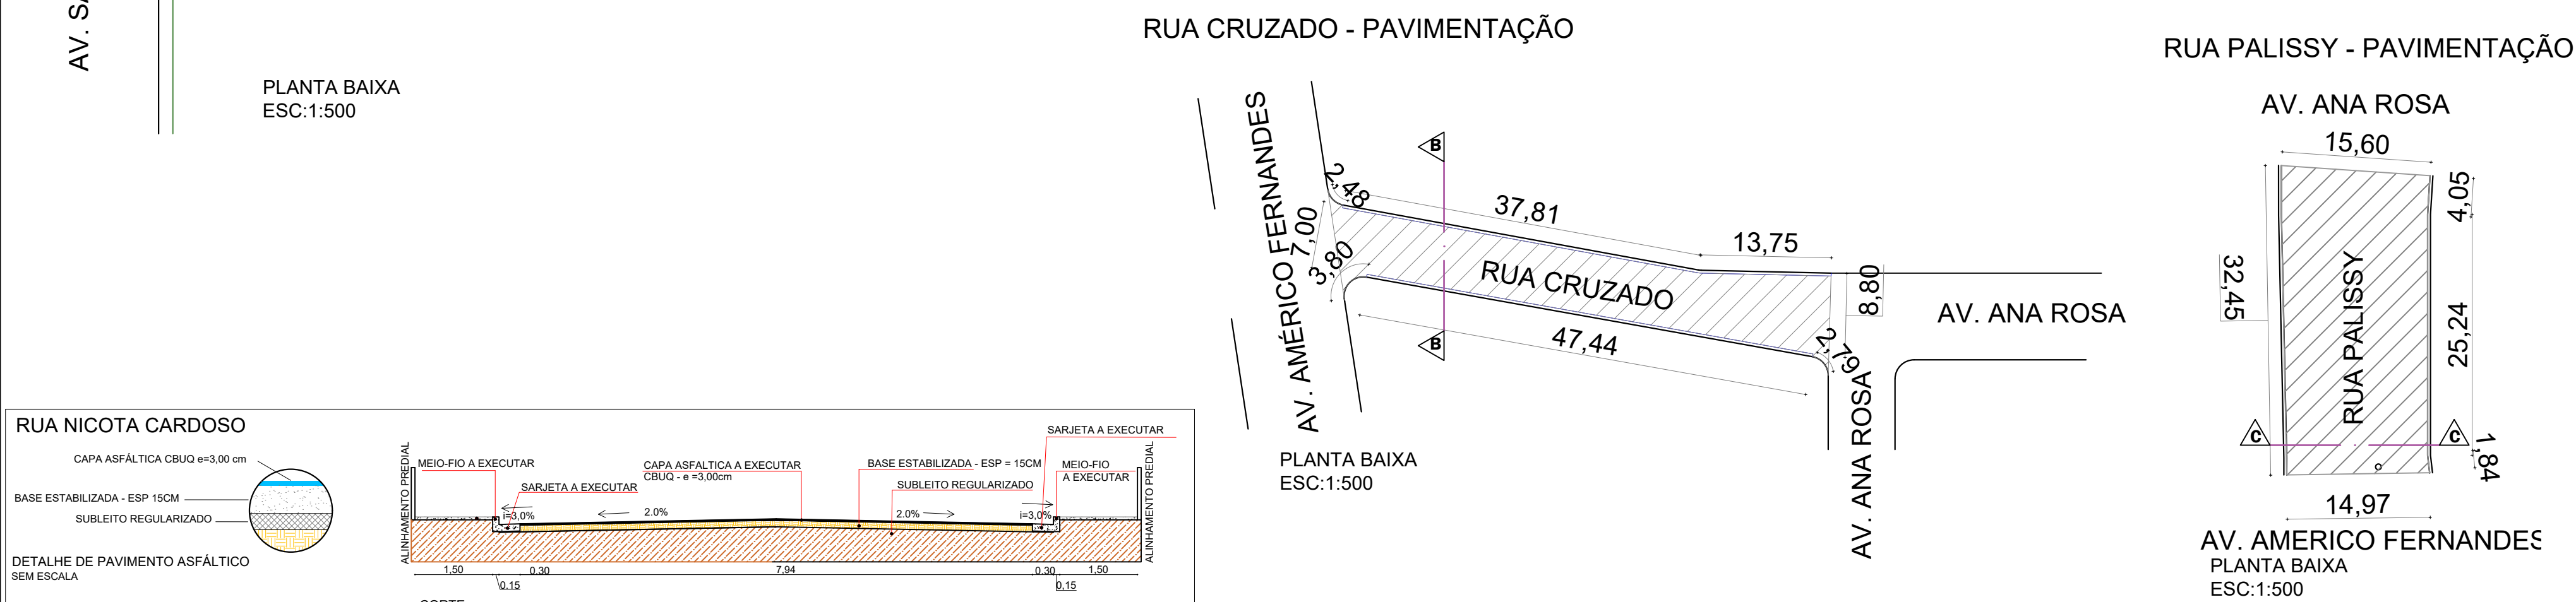 AV. SA
PLANTA BAIXA
ESC:1:500
RUA CRUZADO - PAVIMENTAÇÃO
AV. AMÉRICO FERNANDES
B
2,48
37,81
13,75
7,00
3,80
RUA CRUZADO
8,80
AV. ANA ROSA
B
47,44
2,79
AV. ANA ROSA
PLANTA BAIXA
ESC:1:500
RUA PALISSY - PAVIMENTAÇÃO
AV. ANA ROSA
15,60
4,05
32,45
RUA PALISSY
25,24
C
C
1,84
14,97
AV. AMERICO FERNANDES
PLANTA BAIXA
ESC:1:500
RUA NICOTA CARDOSO
CAPA ASFÁLTICA CBUQ e=3,00 cm
BASE ESTABILIZADA - ESP 15CM
SUBLEITO REGULARIZADO
DETALHE DE PAVIMENTO ASFÁLTICO
SEM ESCALA
ALINHAMENTO PREDIAL
MEIO-FIO A EXECUTAR
SARJETA A EXECUTAR
CAPA ASFALTICA A EXECUTAR
CBUQ - e =3,00cm
BASE ESTABILIZADA - ESP = 15CM
SUBLEITO REGULARIZADO
SARJETA A EXECUTAR
MEIO-FIO
A EXECUTAR
ALINHAMENTO PREDIAL
i=3,0%
2.0%
2.0%
i=3,0%
1,50
0.30
7,94
0.30
1,50
0.15
0,15